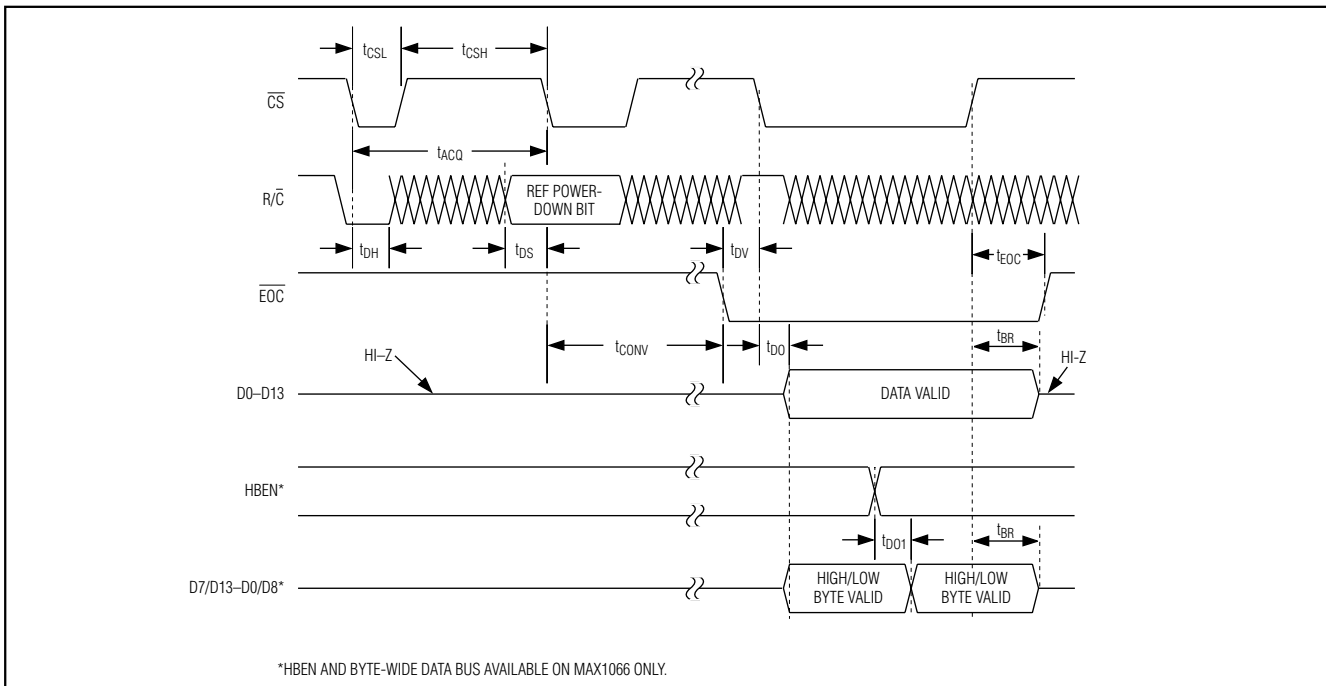 tCSL
tCSH
CS
tACQ
R/C
REF POWER-
DOWN BIT
tDH
tDS
tDV
tEOC
EOC
tCONV
tDO
tBR
HI–Z
HI-Z
D0–D13
DATA VALID
HBEN*
tDO1
tBR
D7/D13–D0/D8*
HIGH/LOW
BYTE VALID
HIGH/LOW
BYTE VALID
*HBEN AND BYTE-WIDE DATA BUS AVAILABLE ON MAX1066 ONLY.